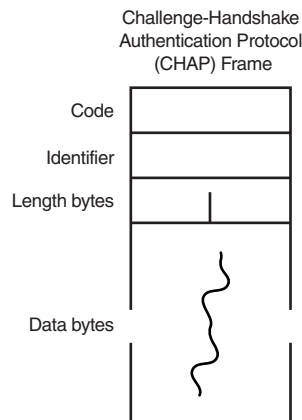 Challenge-Handshake
Authentication Protocol
(CHAP) Frame
Code
Identifier
Length bytes
Data bytes